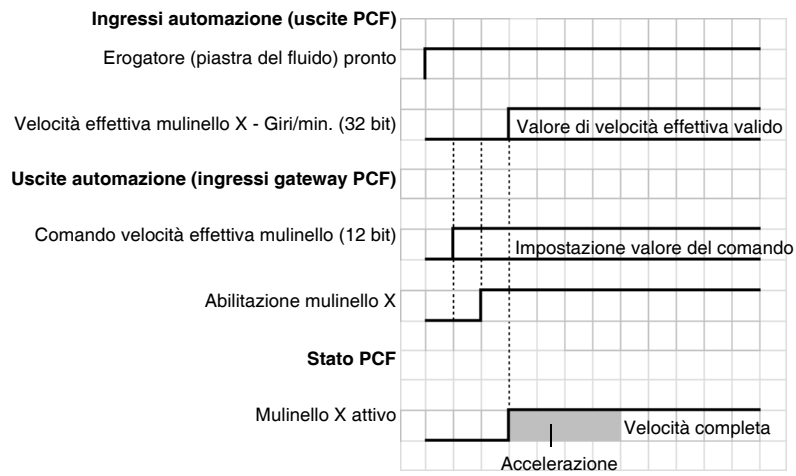 Ingressi automazione (uscite PCF)
Erogatore (piastra del fluido) pronto
Velocità effettiva mulinello X - Giri/min. (32 bit)
Valore di velocità effettiva valido
Uscite automazione (ingressi gateway PCF)
Comando velocità effettiva mulinello (12 bit)
Impostazione valore del comando
Abilitazione mulinello X
Stato PCF
Mulinello X attivo
Velocità completa
Accelerazione